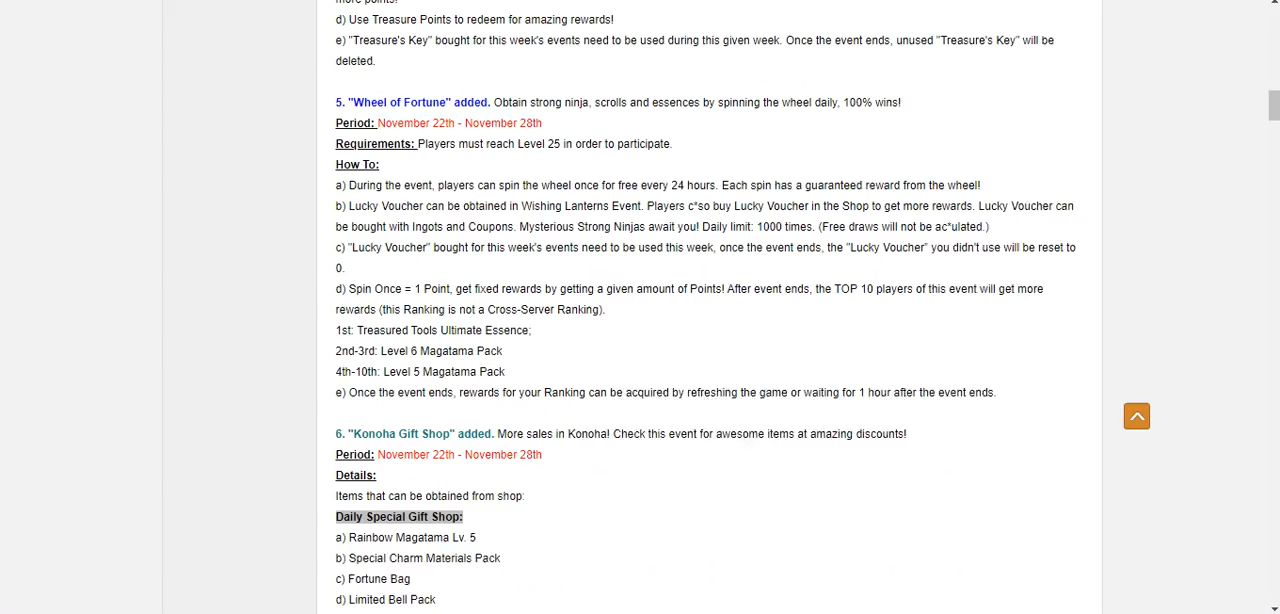 more points!
d) Use Treasure Points to redeem for amazing rewards!
e) "Treasure's Key" bought for this week's events need to be used during this given week. Once the event ends, unused "Treasure's Key" will be
deleted.
5. "Wheel of Fortune" added. Obtain strong ninja, scrolls and essences by spinning the wheel daily, 100% wins!
Period: November 22th - November 28th
Requirements: Players must reach Level 25 in order to participate.
How To:
a) During the event, players can spin the wheel once for free every 24 hours. Each spin has a guaranteed reward from the wheel!
b) Lucky Voucher can be obtained in Wishing Lanterns Event. Players c*so buy Lucky Voucher in the Shop to get more rewards. Lucky Voucher can
be bought with Ingots and Coupons. Mysterious Strong Ninjas await you! Daily limit: 1000 times. (Free draws will not be ac*ulated.)
c) "Lucky Voucher" bought for this week's events need to be used this week, once the event ends, the "Lucky Voucher" you didn't use will be reset to
0.
d) Spin Once = 1 Point, get fixed rewards by getting a given amount of Points! After event ends, the TOP 10 players of this event will get more
rewards (this Ranking is not a Cross-Server Ranking).
1st: Treasured Tools Ultimate Essence;
2nd-3rd: Level 6 Magatama Pack
4th-10th: Level 5 Magatama Pack
e) Once the event ends, rewards for your Ranking can be acquired by refreshing the game or waiting for 1 hour after the event ends.
6. "Konoha Gift Shop" added. More sales in Konoha! Check this event for awesome items at amazing discounts!
Period: November 22th - November 28th
Details:
Items that can be obtained from shop:
Daily Special Gift Shop:
a) Rainbow Magatama Lv. 5
b) Special Charm Materials Pack
c) Fortune Bag
d) Limited Bell Pack